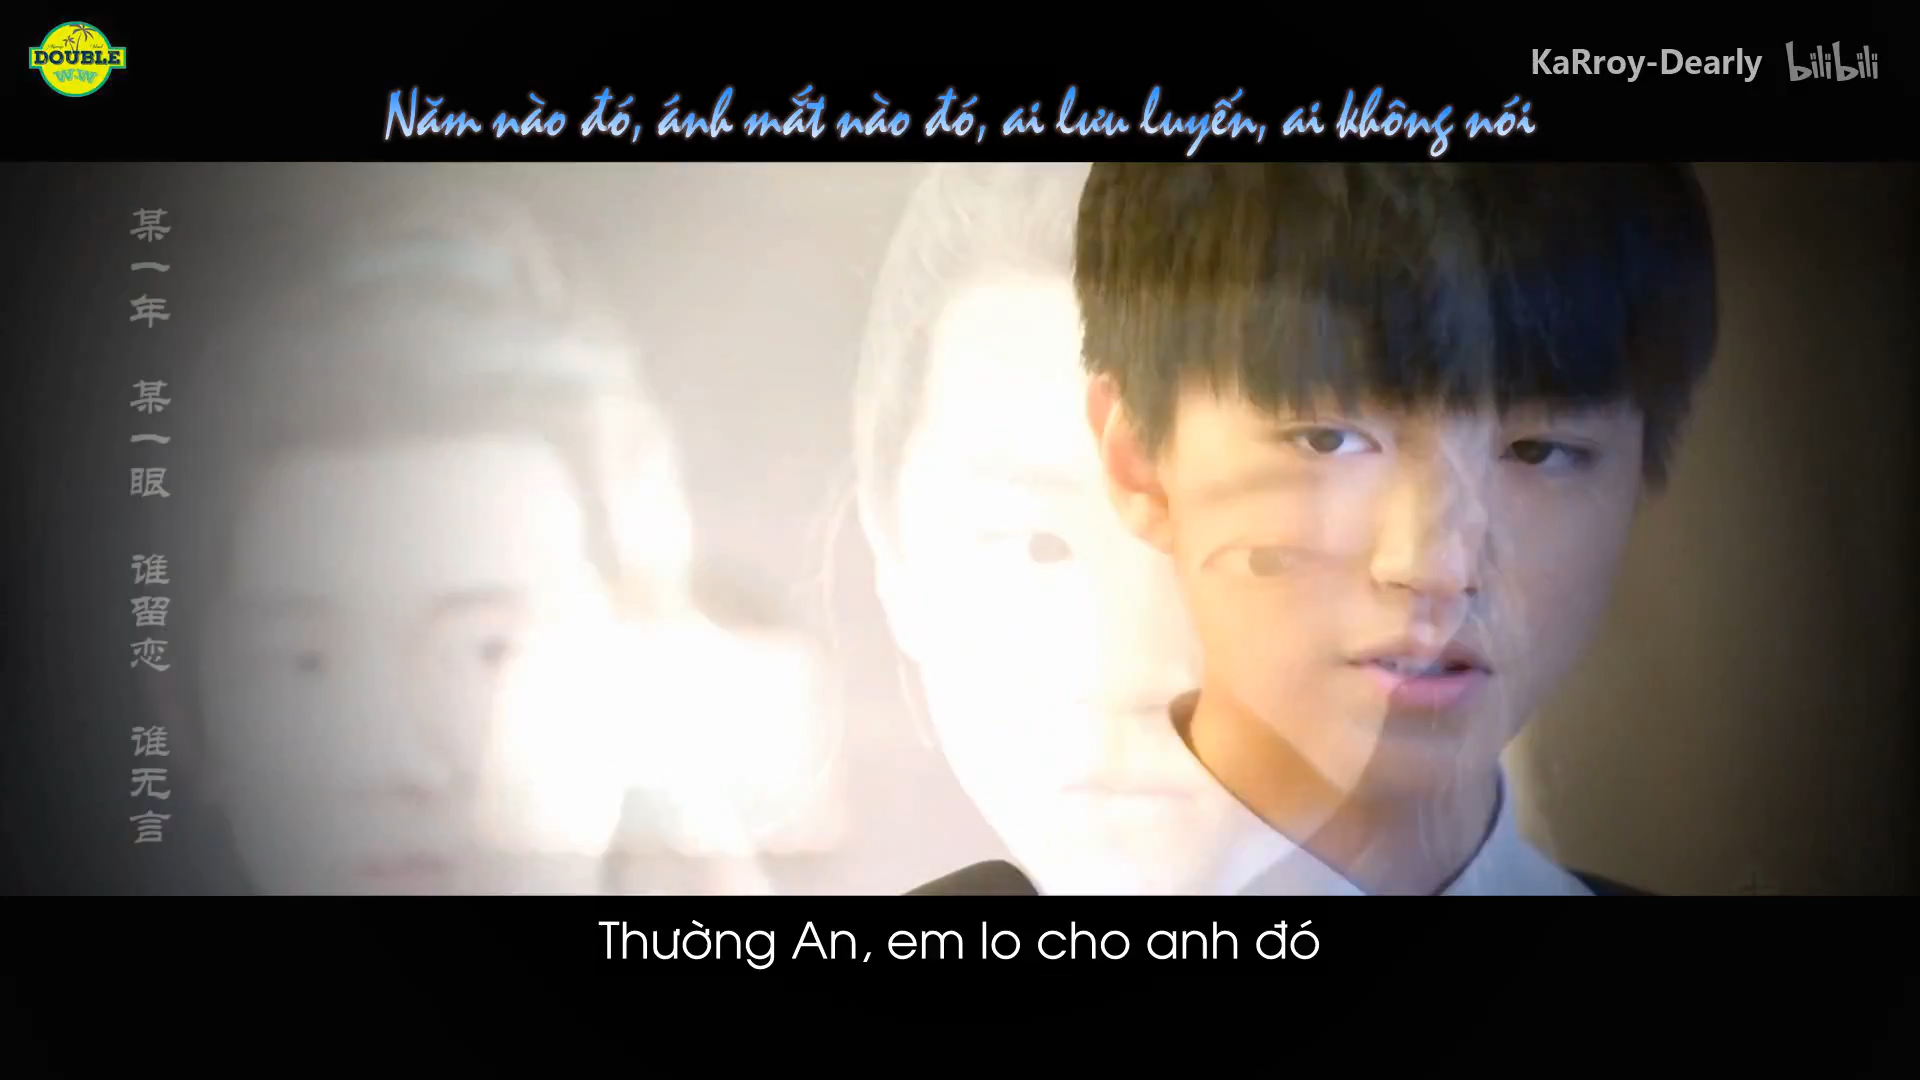 DOUBLE
W.W
KaRroy-Dearly bilibili
Năm nào đó, ánh mắt nào đó, ai lưu luyến, ai không nói
某一年 某一眼 谁留恋 谁无言
Thường An, em lo cho anh đó